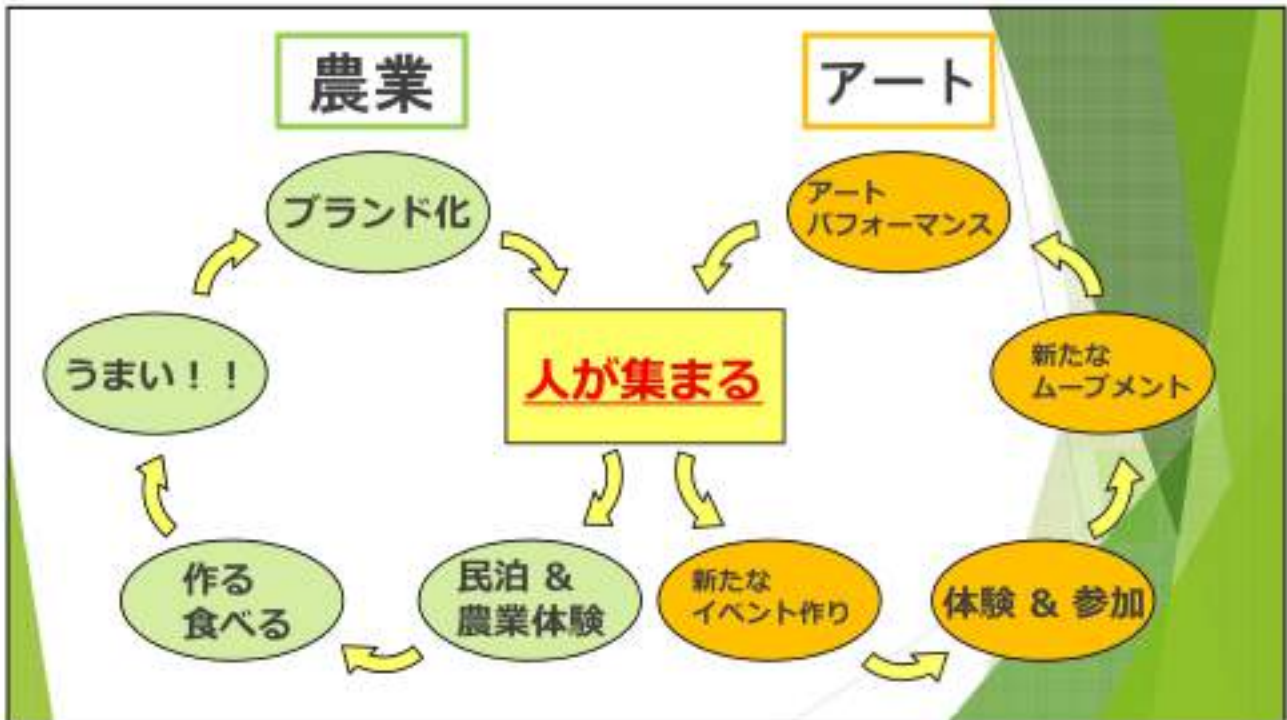 農業
アート
ブランド化
アート
パフォーマンス
うまい！！
人が集まる
新たな
ムーブメント
作る
食べる
民泊 &
農業体験
新たな
イベント作り
体験 & 参加